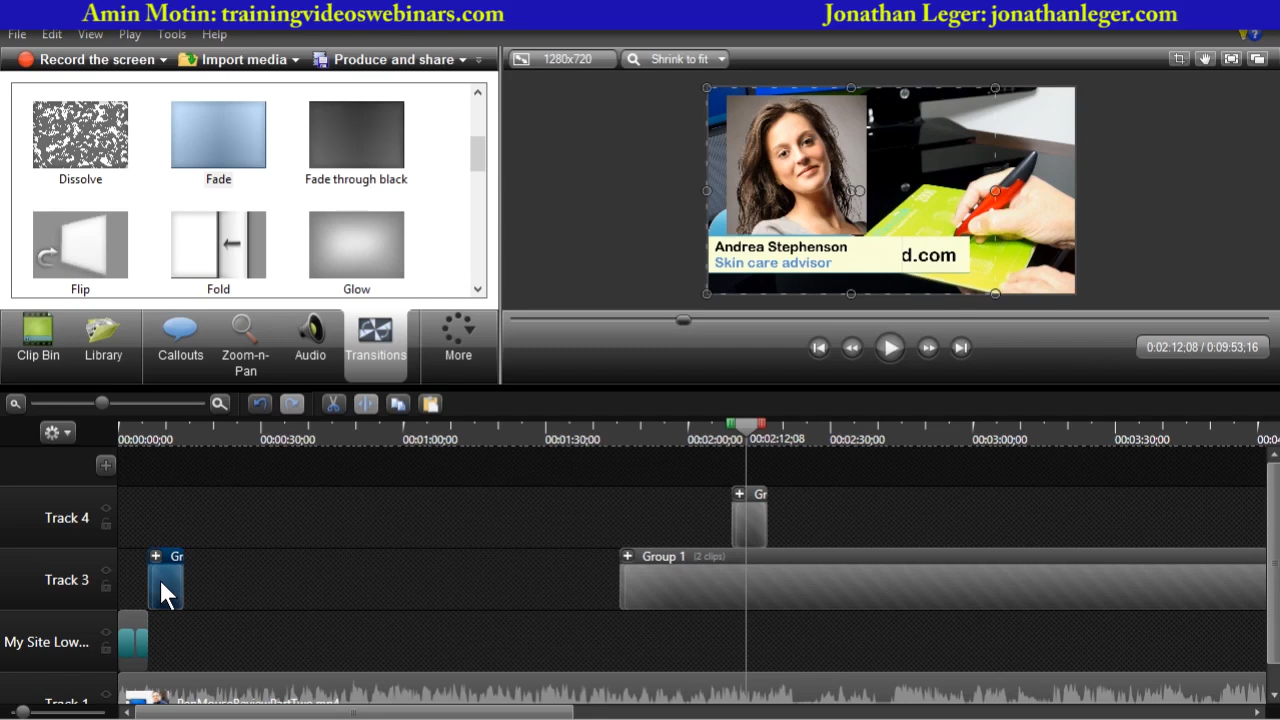 Amin Motin: trainingvideoswebinars.com
Jonathan Leger: jonathanleger.com
File Edit View Play Tools Help
Record the screen Import media Produce and share
1280x720 Shrink to fit
Dissolve Fade Fade through black
Flip Fold Glow
Andrea Stephenson
Skin care advisor
d.com
Clip Bin Library Callouts Zoom-n-Pan Audio Transitions More
0:02:12;08 / 0:09:53;16
00:00:00;00 00:00:30;00 00:01:00;00 00:01:30;00 00:02:00;00 00:02:12;08 00:02:30;00 00:03:00;00 00:03:30;00
Track 4 Gr
Track 3 Gr Group 1 (2 clips)
My Site Low...
Track 1